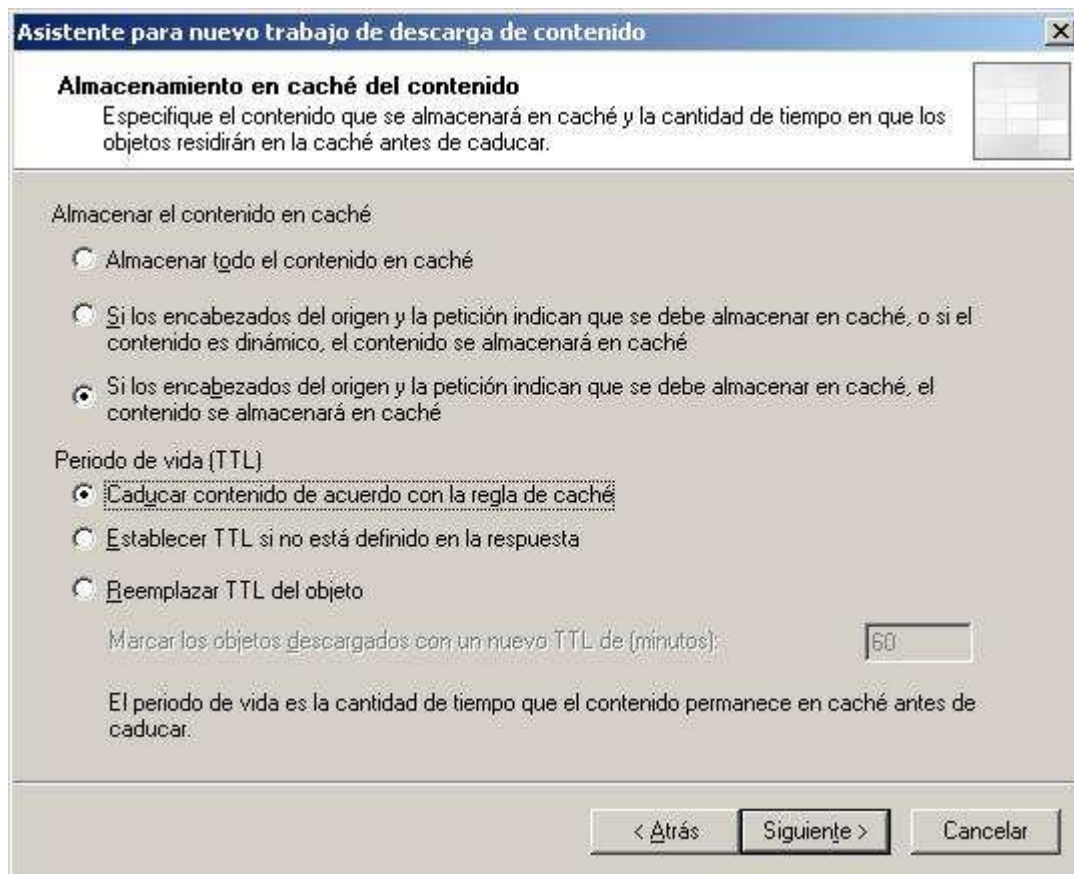 Asistente para nuevo trabajo de descarga de contenido
Almacenamiento en caché del contenido
Especifique el contenido que se almacenará en caché y la cantidad de tiempo en que los
objetos residirán en la caché antes de caducar.
Almacenar el contenido en caché
Almacenar todo el contenido en caché
Si los encabezados del origen y la petición indican que se debe almacenar en caché, o si el
contenido es dinámico, el contenido se almacenará en caché
Si los encabezados del origen y la petición indican que se debe almacenar en caché, el
contenido se almacenará en caché
Periodo de vida (TTL)
Caducar contenido de acuerdo con la regla de caché
Establecer TTL si no está definido en la respuesta
Reemplazar TTL del objeto
Marcar los objetos descargados con un nuevo TTL de (minutos): 60
El periodo de vida es la cantidad de tiempo que el contenido permanece en caché antes de
caducar.
< Atrás Siguiente > Cancelar